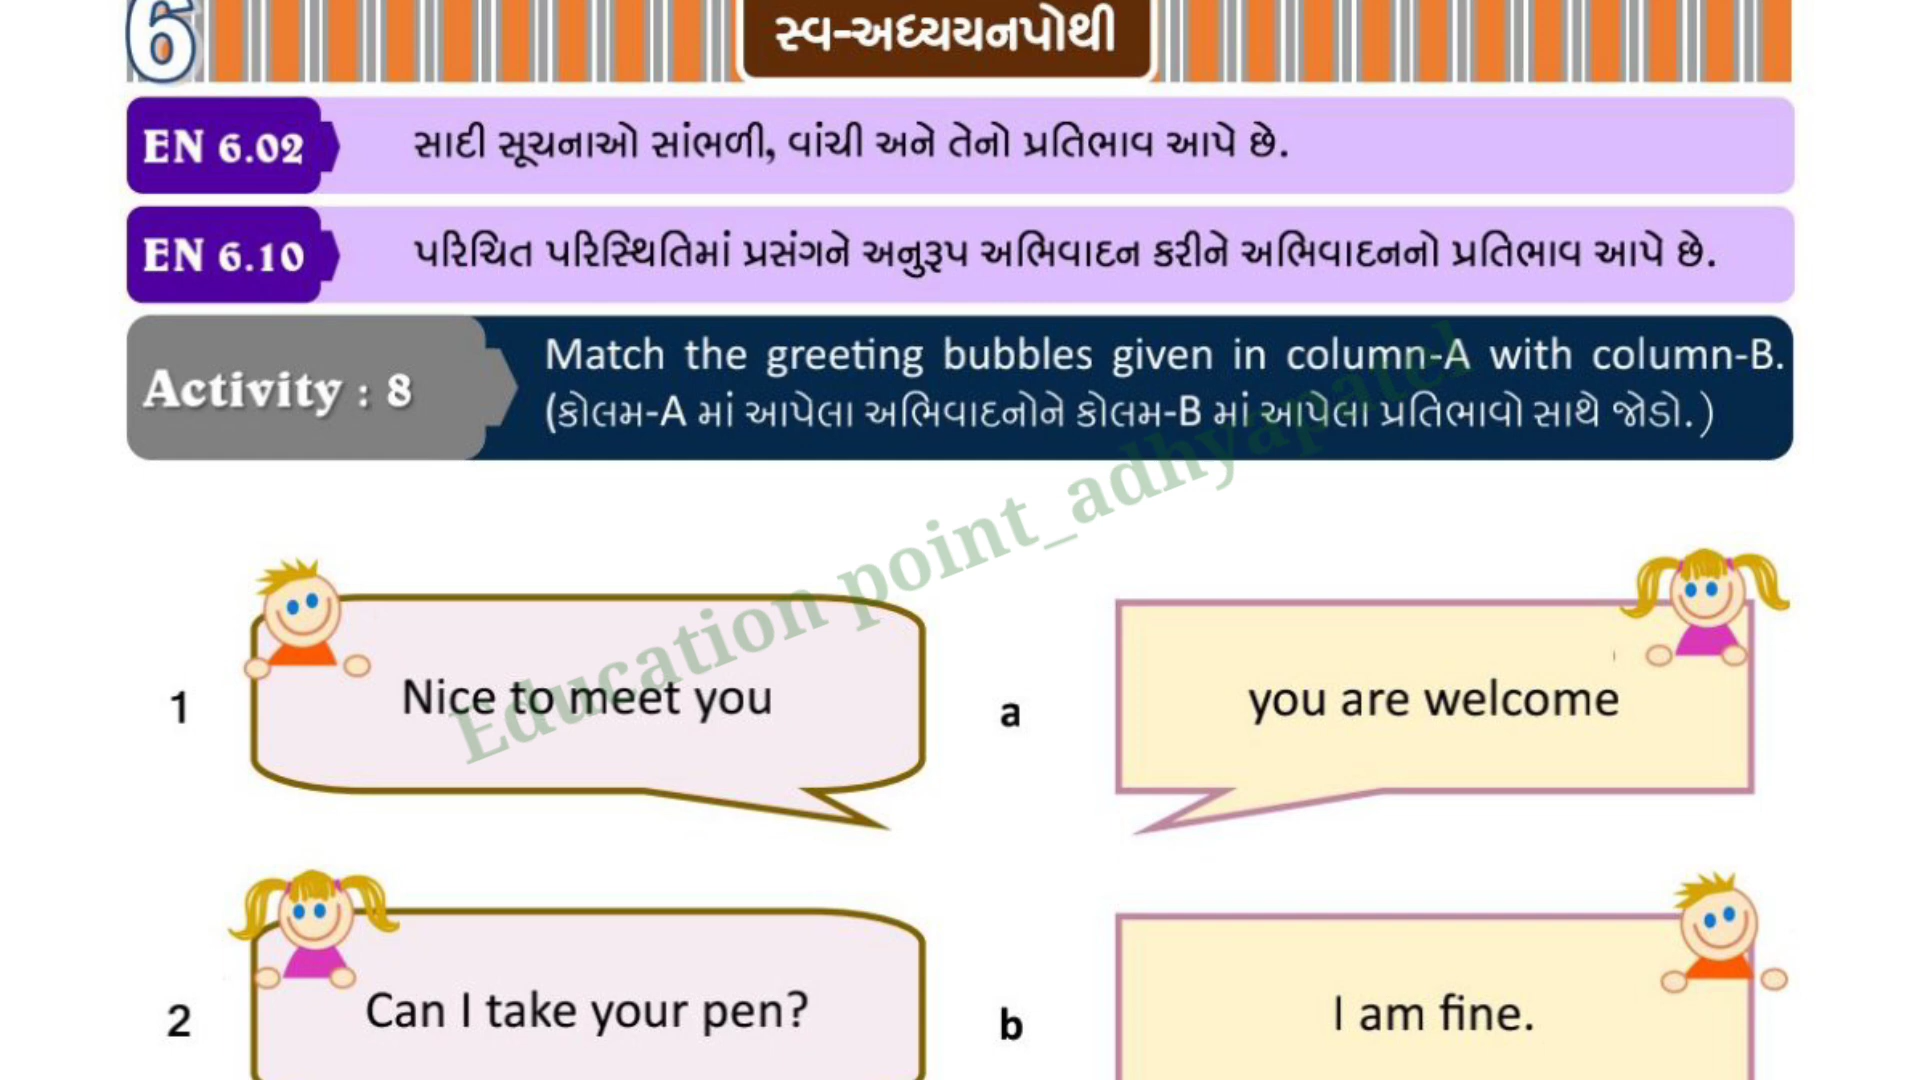 6
સ્વ-અધ્યયનપોથી
EN 6.02
સાદી સૂચનાઓ સાંભળી, વાંચી અને તેનો પ્રતિભાવ આપે છે.
EN 6.10
પરિચિત પરિસ્થિતિમાં પ્રસંગને અનુરૂપ અભિવાદન કરીને અભિવાદનનો પ્રતિભાવ આપે છે.
Activity : 8
Match the greeting bubbles given in column-A with column-B.
(કોલમ-A માં આપેલા અભિવાદનોને કોલમ-B માં આપેલા પ્રતિભાવો સાથે જોડો.)
Education point_adhyapatel
1
Nice to meet you
a
you are welcome
2
Can I take your pen?
b
I am fine.